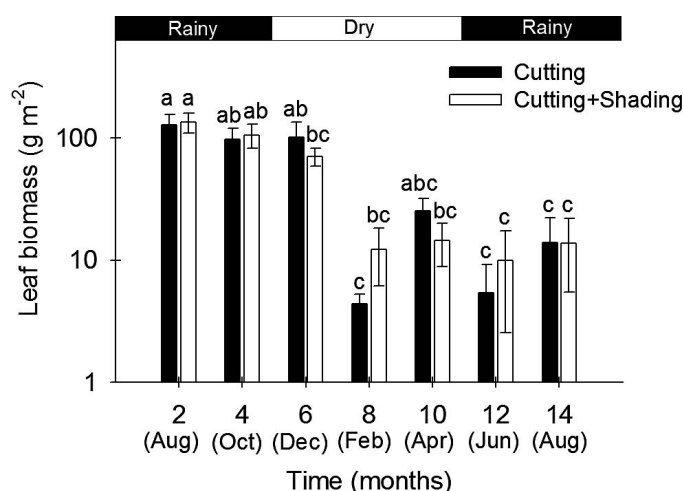 Rainy Dry Rainy
Cutting
Cutting+Shading
Leaf biomass (g m⁻²)
100
10
1
a a ab ab ab bc c bc abc bc c c c c
2 4 6 8 10 12 14
(Aug) (Oct) (Dec) (Feb) (Apr) (Jun) (Aug)
Time (months)